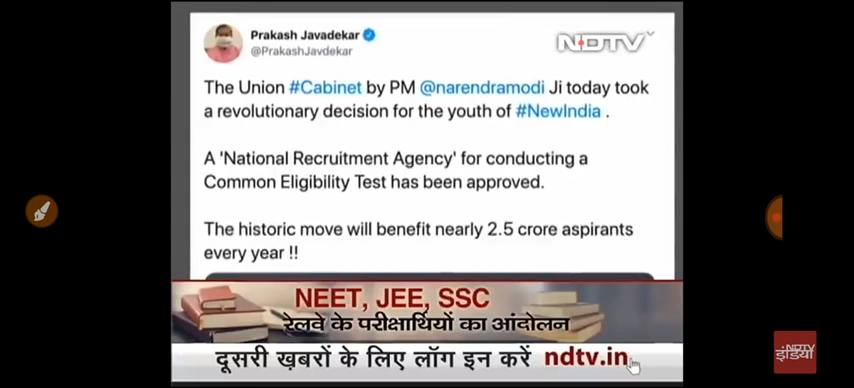 Prakash Javadekar
@PrakashJavdekar
NDTV
The Union #Cabinet by PM @narendramodi Ji today took
a revolutionary decision for the youth of #NewIndia .
A 'National Recruitment Agency' for conducting a
Common Eligibility Test has been approved.
The historic move will benefit nearly 2.5 crore aspirants
every year !!
NEET, JEE, SSC
रेलवे के परीक्षार्थियों का आंदोलन
दूसरी ख़बरों के लिए लॉग इन करें ndtv.in
NDTV
इंडिया